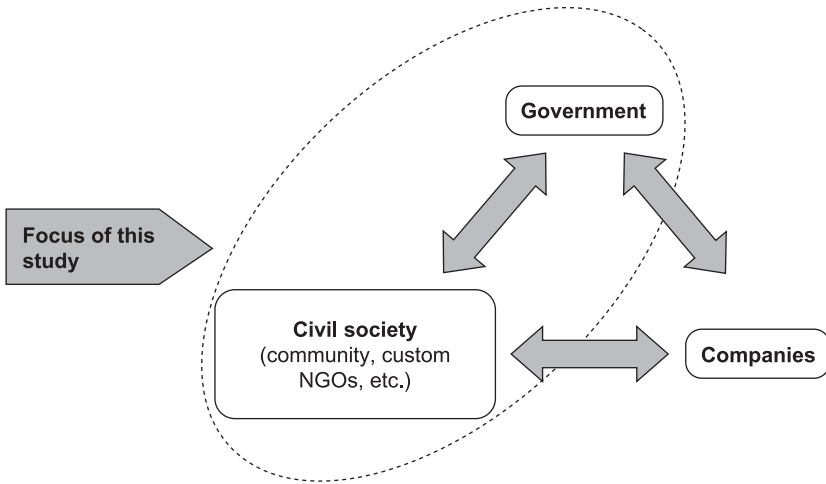 Government
Focus of this
study
Civil society
(community, custom
NGOs, etc.)
Companies